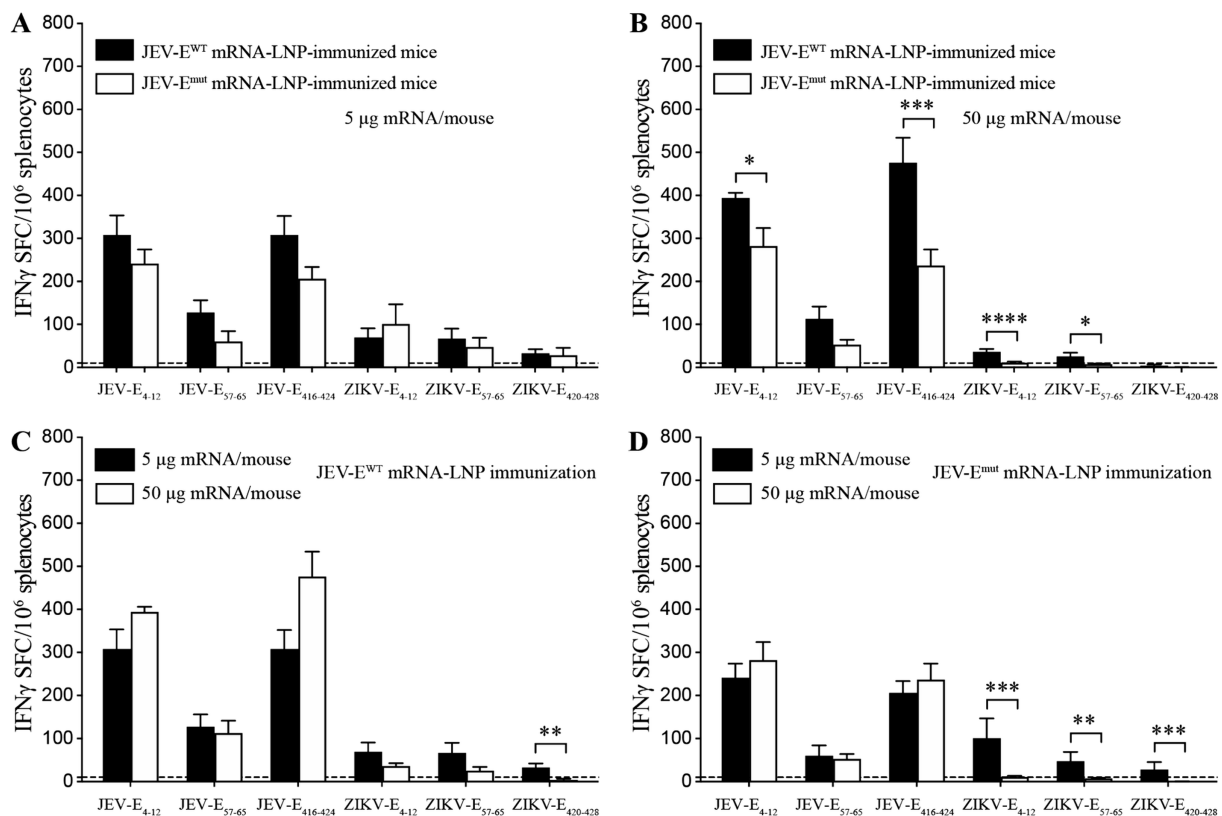 A
IFNγ SFC/10⁶ splenocytes
800
700
600
500
400
300
200
100
0
JEV-Eᵂᵀ mRNA-LNP-immunized mice
JEV-Eᵐᵘᵗ mRNA-LNP-immunized mice
5 µg mRNA/mouse
JEV-E₄₋₁₂ JEV-E₅₇₋₆₅ JEV-E₄₁₆₋₄₂₄ ZIKV-E₄₋₁₂ ZIKV-E₅₇₋₆₅ ZIKV-E₄₂₀₋₄₂₈
B
IFNγ SFC/10⁶ splenocytes
800
700
600
500
400
300
200
100
0
JEV-Eᵂᵀ mRNA-LNP-immunized mice
JEV-Eᵐᵘᵗ mRNA-LNP-immunized mice
50 µg mRNA/mouse
* *** **** *
JEV-E₄₋₁₂ JEV-E₅₇₋₆₅ JEV-E₄₁₆₋₄₂₄ ZIKV-E₄₋₁₂ ZIKV-E₅₇₋₆₅ ZIKV-E₄₂₀₋₄₂₈
C
IFNγ SFC/10⁶ splenocytes
800
700
600
500
400
300
200
100
0
5 µg mRNA/mouse
50 µg mRNA/mouse
JEV-Eᵂᵀ mRNA-LNP immunization
**
JEV-E₄₋₁₂ JEV-E₅₇₋₆₅ JEV-E₄₁₆₋₄₂₄ ZIKV-E₄₋₁₂ ZIKV-E₅₇₋₆₅ ZIKV-E₄₂₀₋₄₂₈
D
IFNγ SFC/10⁶ splenocytes
800
700
600
500
400
300
200
100
0
5 µg mRNA/mouse
50 µg mRNA/mouse
JEV-Eᵐᵘᵗ mRNA-LNP immunization
*** ** ***
JEV-E₄₋₁₂ JEV-E₅₇₋₆₅ JEV-E₄₁₆₋₄₂₄ ZIKV-E₄₋₁₂ ZIKV-E₅₇₋₆₅ ZIKV-E₄₂₀₋₄₂₈